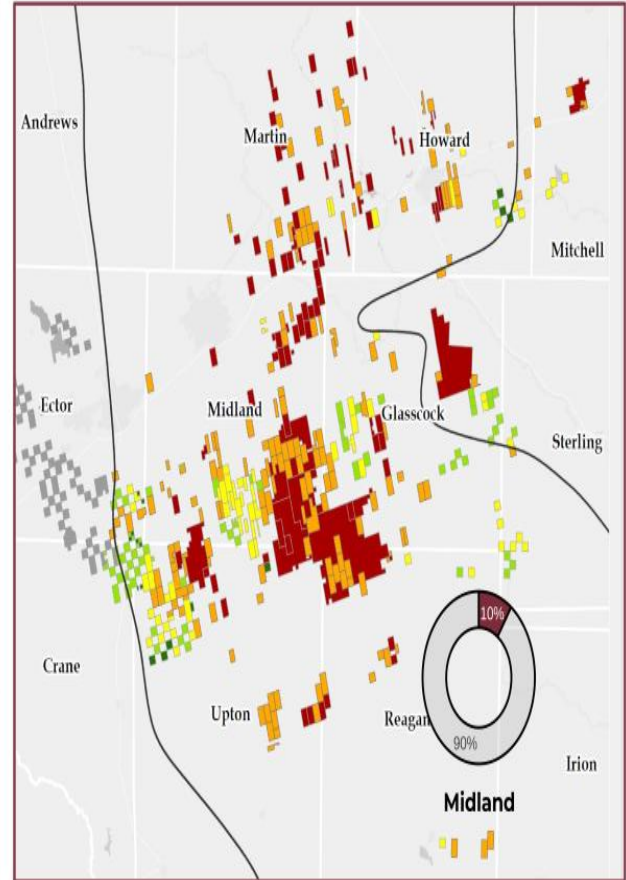 Andrews
Martin
Howard
Mitchell
Ector
Midland
Glasscock
Sterling
Crane
Upton
Reagan
Irion
10%
90%
Midland